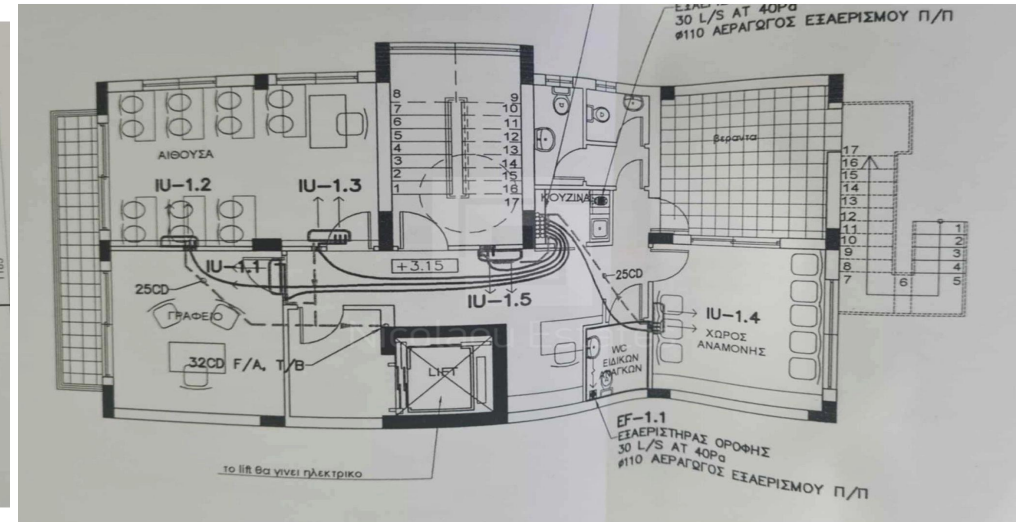 30 L/S AT 40Pa
ø110 ΑΕΡΑΓΩΓΟΣ ΕΞΑΕΡΙΣΜΟΥ Π/Π
8
7
6
5
4
3
2
1
9
10
11
12
13
14
15
16
17
ΑΙΘΟΥΣΑ
IU-1.2
IU-1.3
ΚΟΥΖΙΝΑ
βεραντα
17
16
15
14
13
12
11
10
9
8
7
6
1
2
3
4
5
IU-1.1
+3.15
25CD
IU-1.5
25CD
ΓΡΑΦΕΙΟ
IU-1.4
ΧΩΡΟΣ
ΑΝΑΜΟΝΗΣ
Nicolaou Estates
32CD F/A, T/B
LIFT
WC
ΕΙΔΙΚΩΝ
ΑΝΑΓΚΩΝ
το lift θα γινει ηλεκτρικο
EF-1.1
ΕΞΑΕΡΙΣΤΗΡΑΣ ΟΡΟΦΗΣ
30 L/S AT 40Pa
ø110 ΑΕΡΑΓΩΓΟΣ ΕΞΑΕΡΙΣΜΟΥ Π/Π